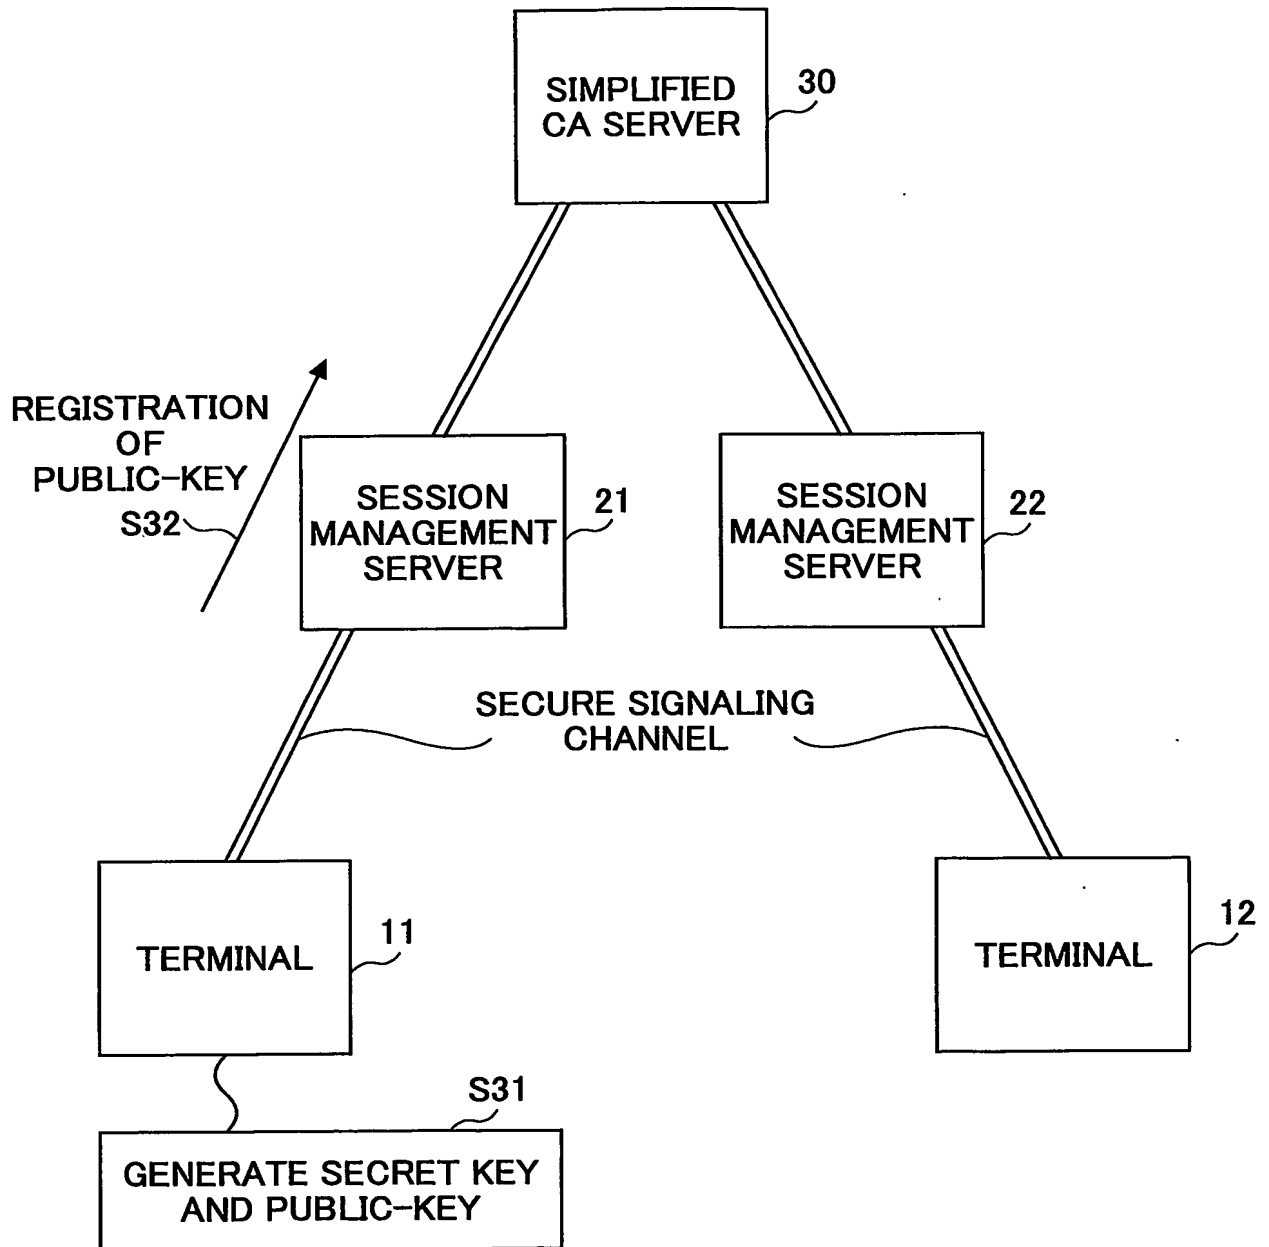 SIMPLIFIED
CA SERVER
30
REGISTRATION
OF
PUBLIC-KEY
S32
SESSION
MANAGEMENT
SERVER
21
SESSION
MANAGEMENT
SERVER
22
SECURE SIGNALING
CHANNEL
TERMINAL
11
TERMINAL
12
S31
GENERATE SECRET KEY
AND PUBLIC-KEY